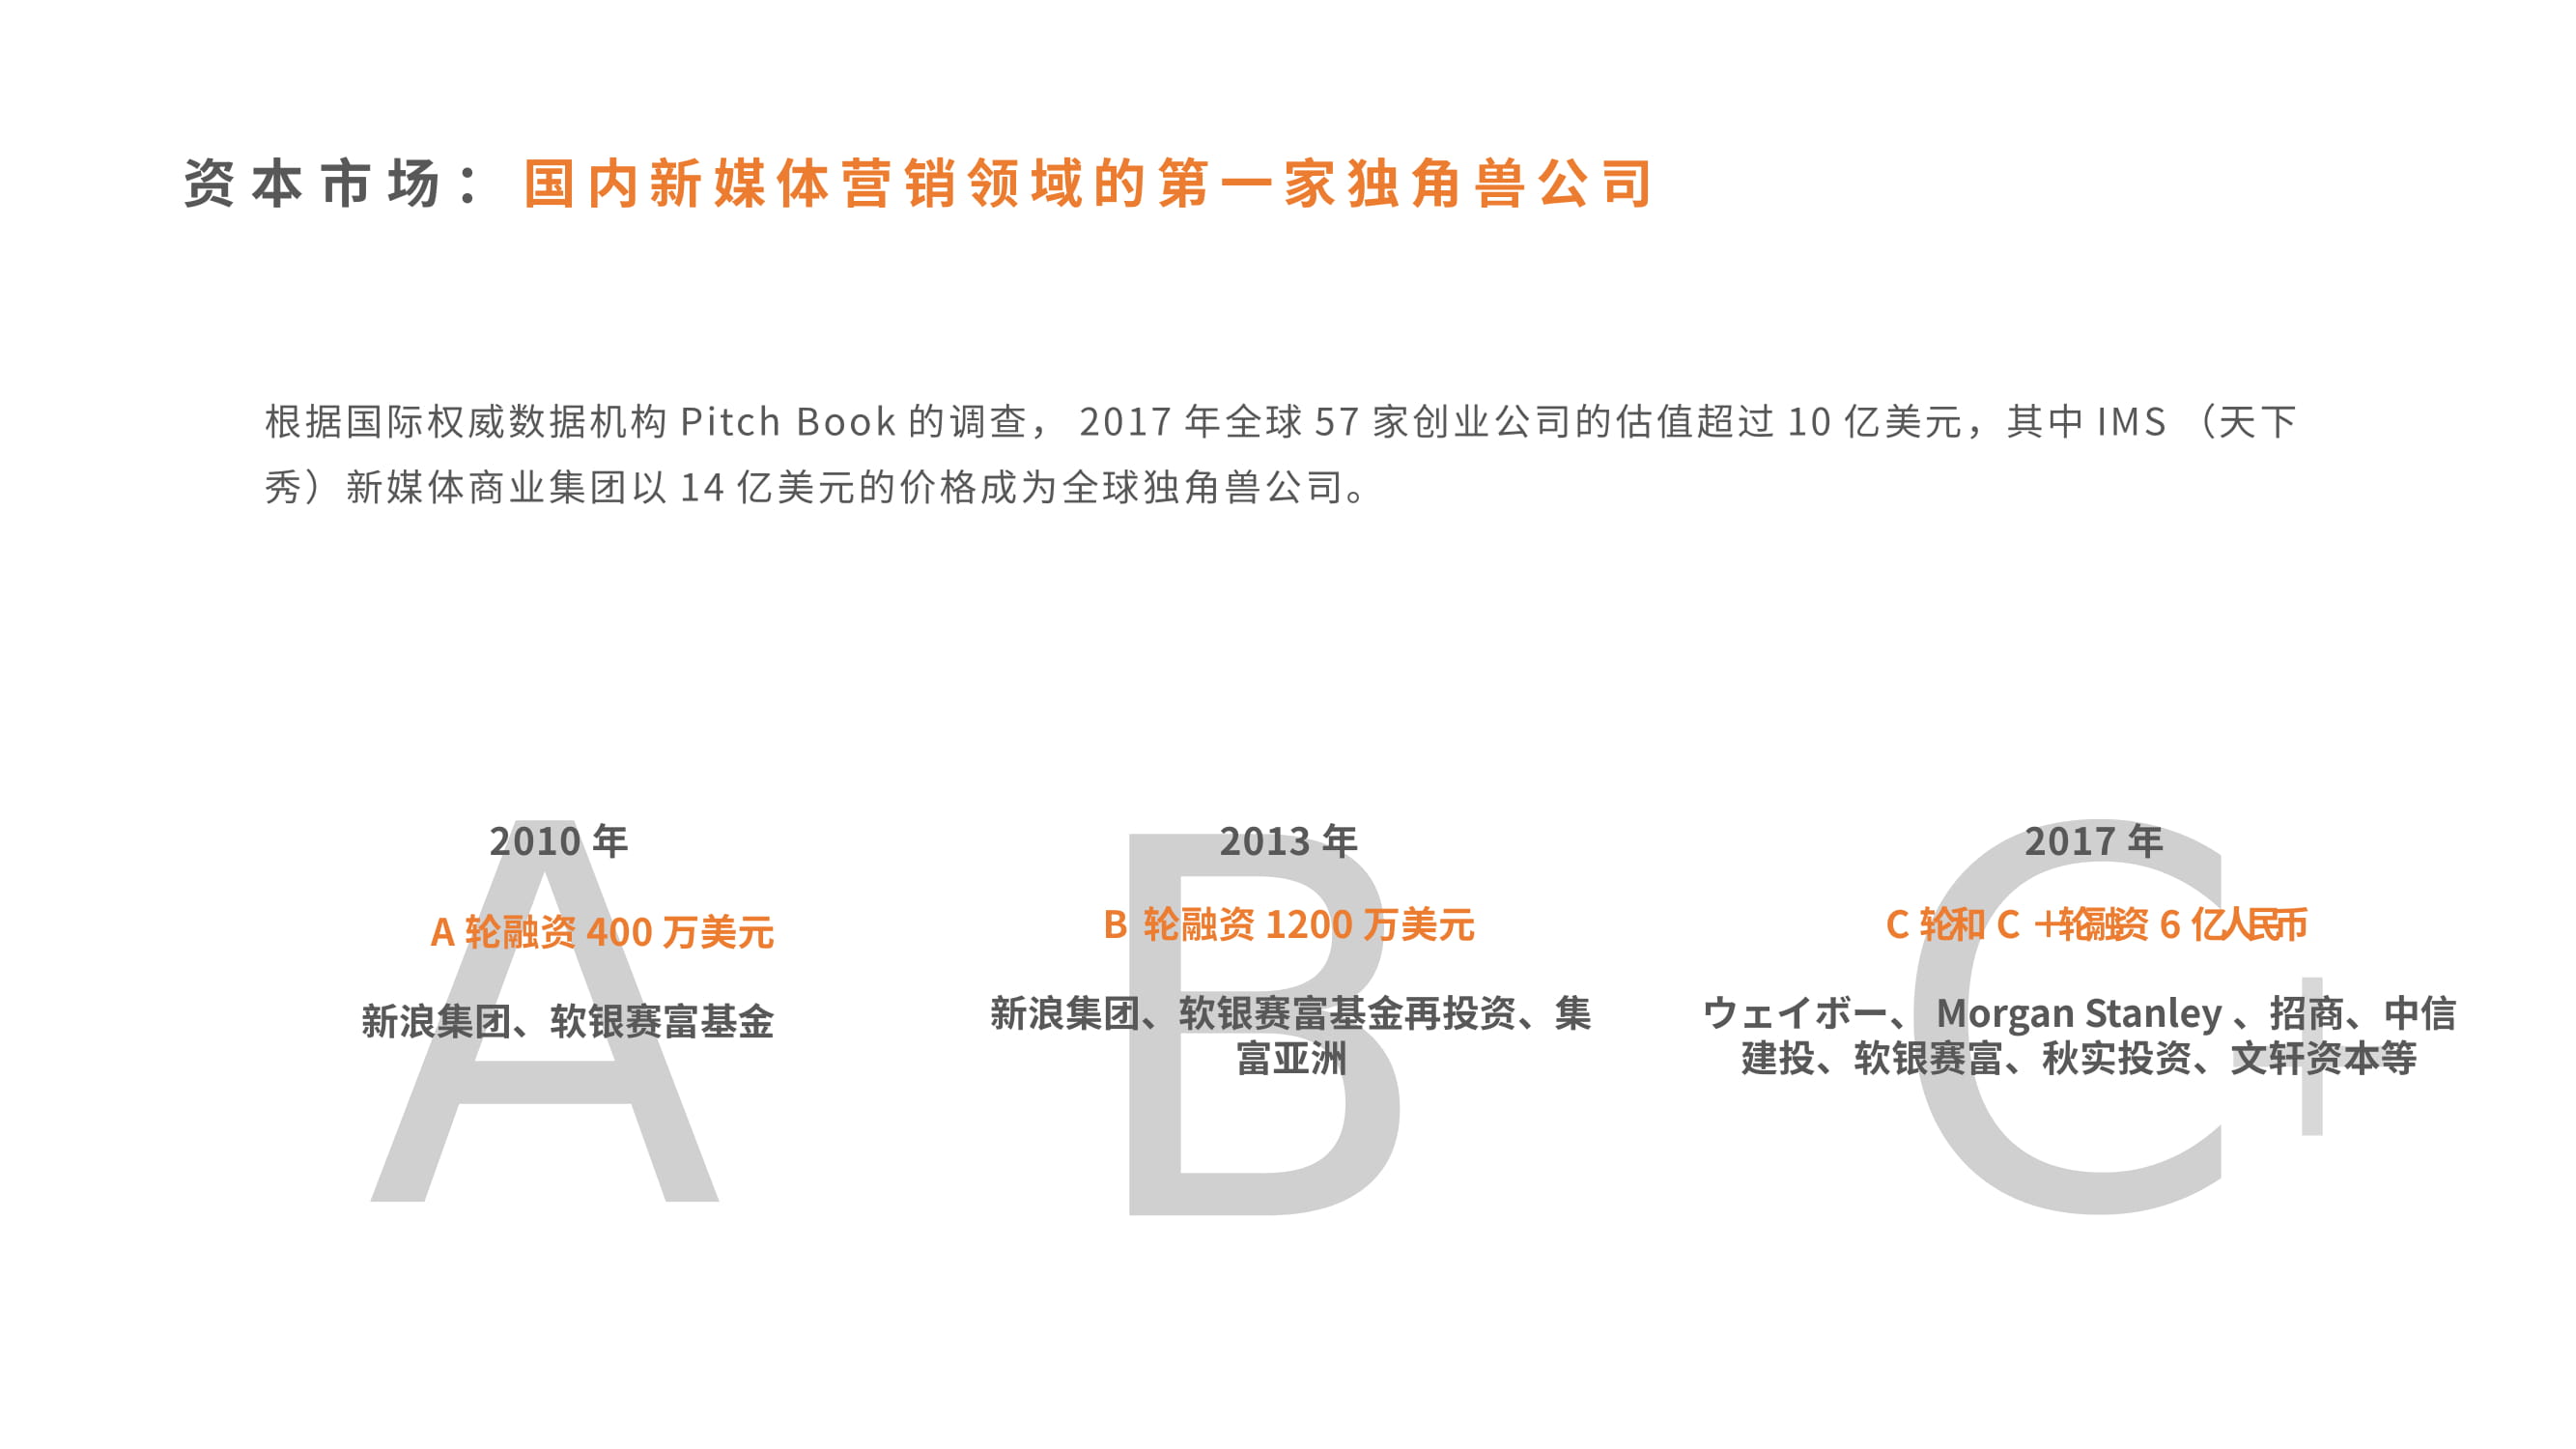 资本市场：国内新媒体营销领域的第一家独角兽公司
根据国际权威数据机构 Pitch Book 的调查， 2017 年全球 57 家创业公司的估值超过 10 亿美元，其中 IMS （天下
秀）新媒体商业集团以 14 亿美元的价格成为全球独角兽公司。
A
2010 年
A 轮融资 400 万美元
新浪集团、软银赛富基金
B
2013 年
B 轮融资 1200 万美元
新浪集团、软银赛富基金再投资、集
富亚洲
C+
2017 年
C 轮和 C ＋轮融资 6 亿人民币
ウェイボー、 Morgan Stanley 、招商、中信
建投、软银赛富、秋实投资、文轩资本等